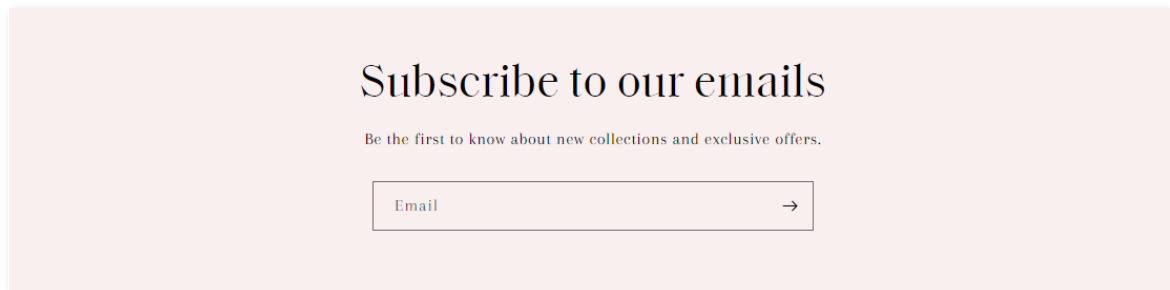 Subscribe to our emails
Be the first to know about new collections and exclusive offers.
Email